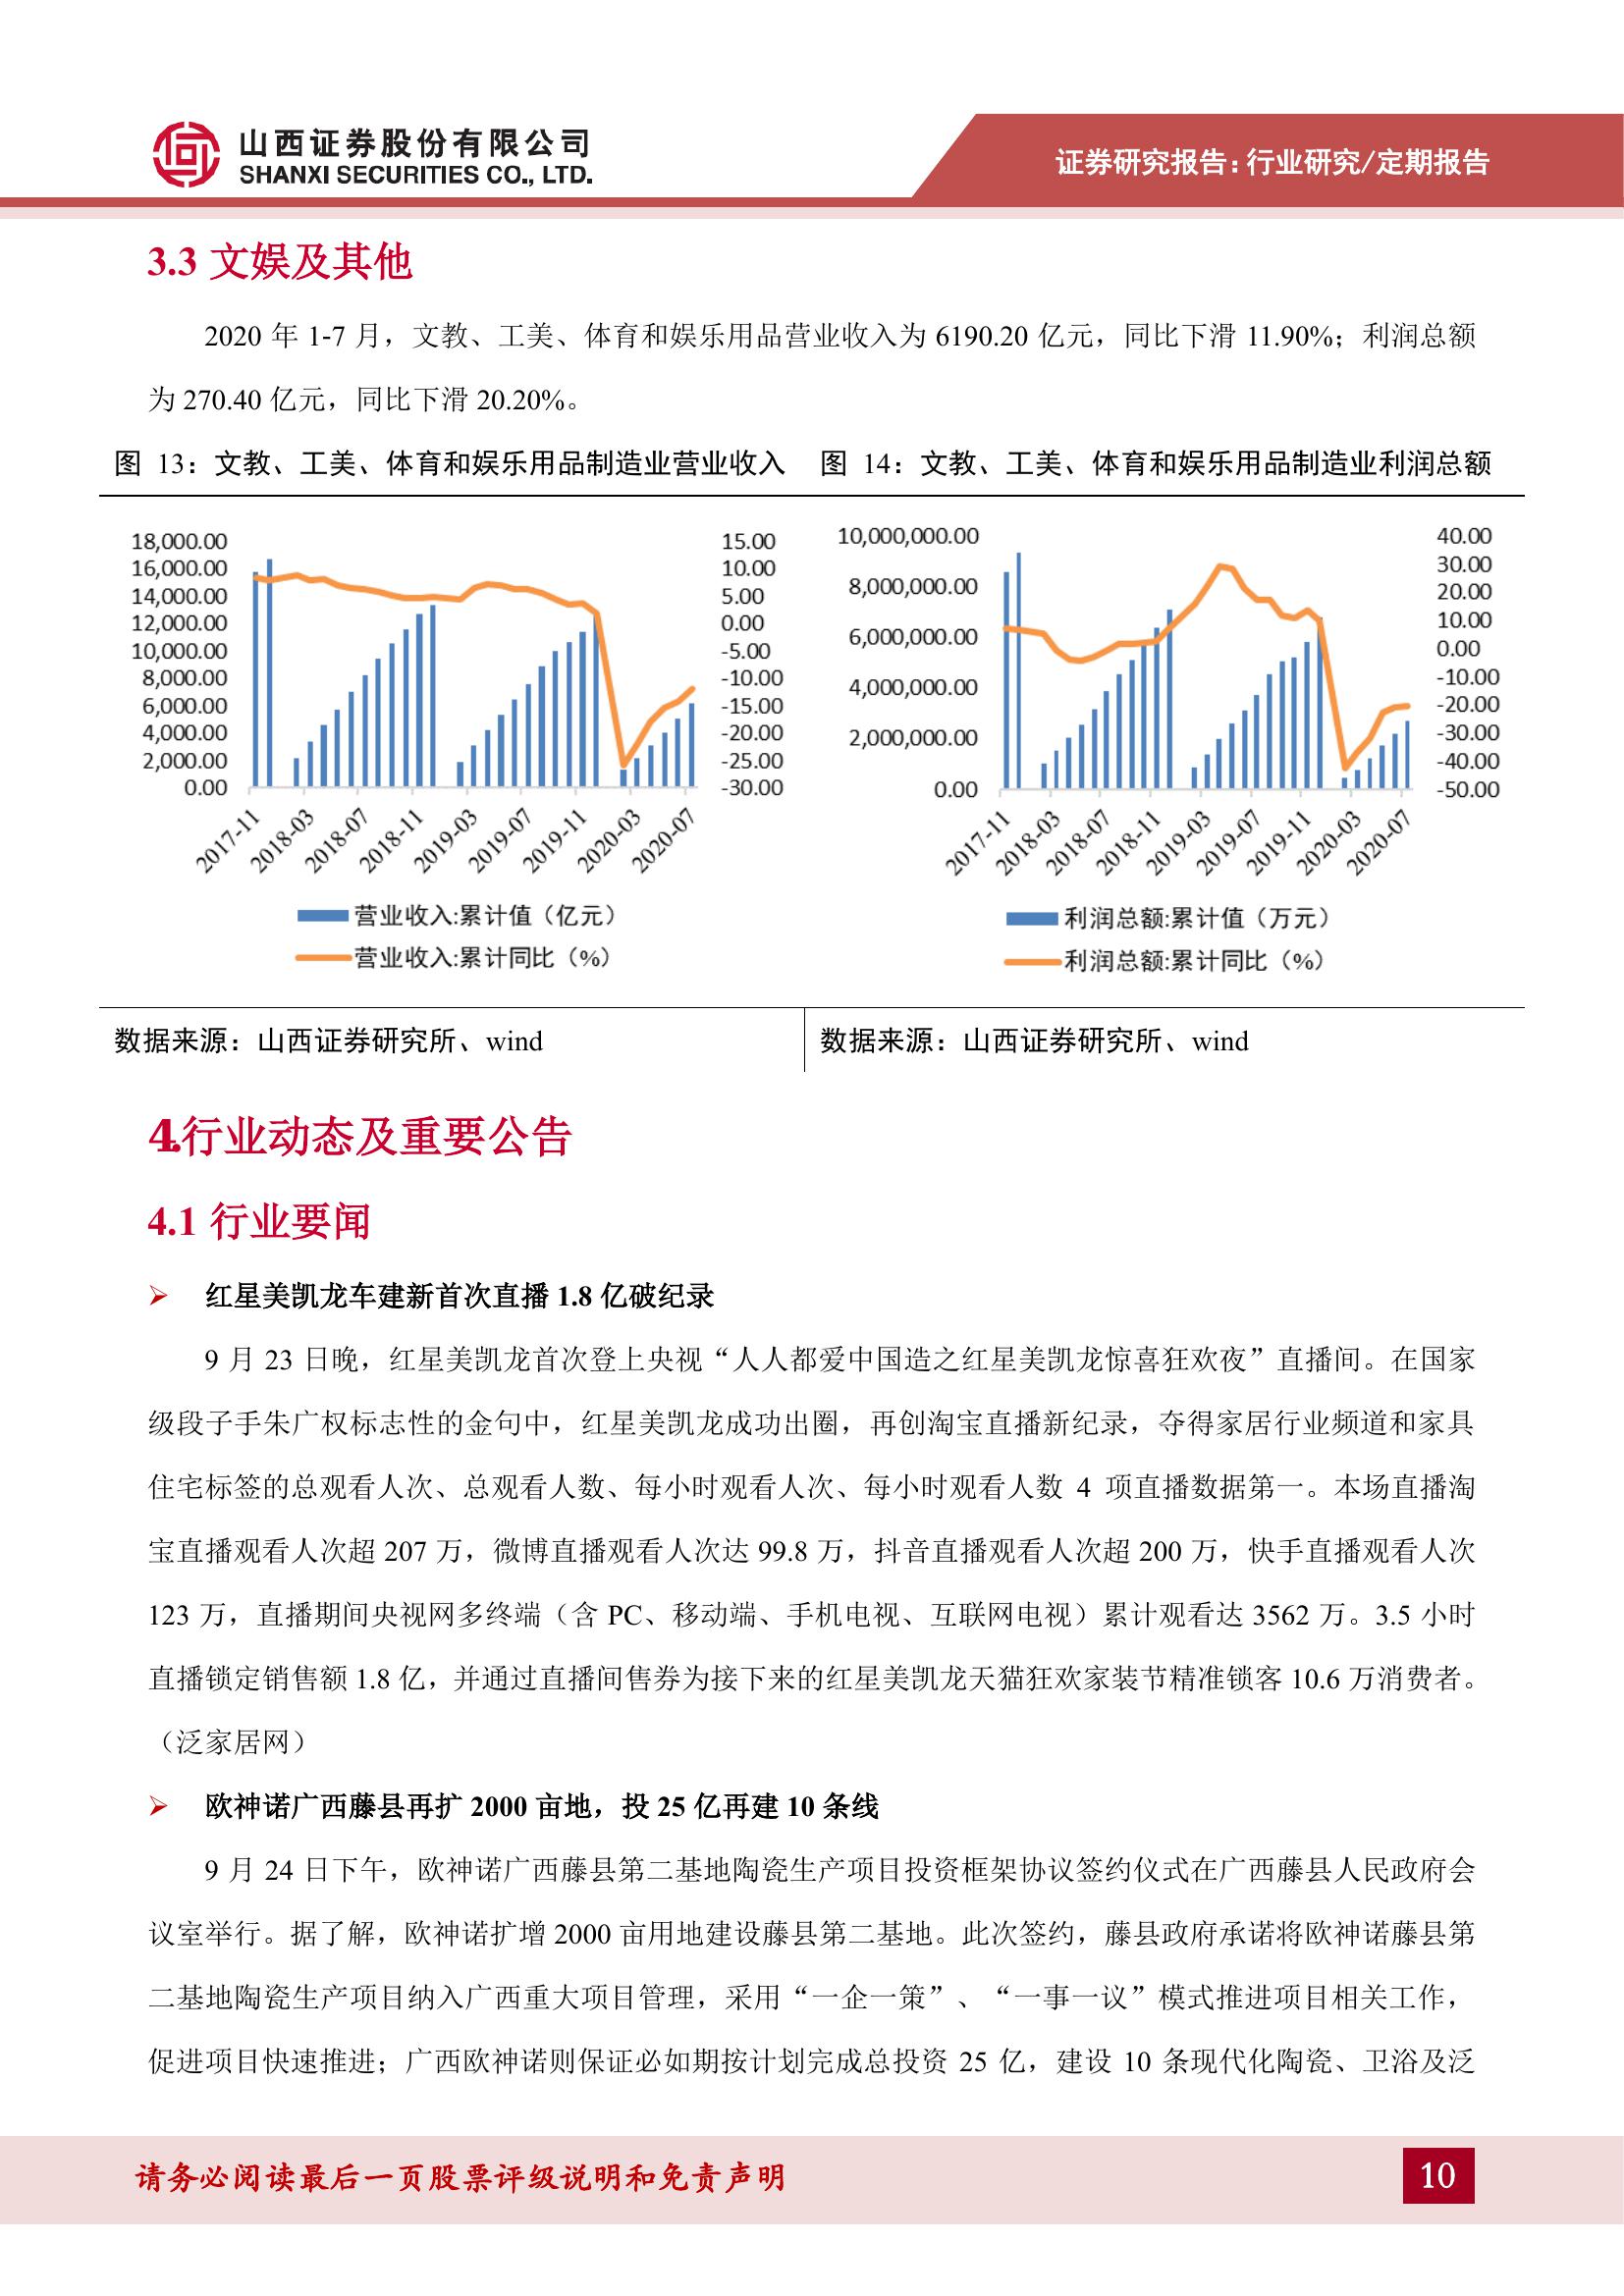 山西证券股份有限公司
SHANXI SECURITIES CO., LTD.
证券研究报告：行业研究/定期报告
3.3 文娱及其他
2020 年 1-7 月，文教、工美、体育和娱乐用品营业收入为 6190.20 亿元，同比下滑 11.90%；利润总额
为 270.40 亿元，同比下滑 20.20%。
图 13：文教、工美、体育和娱乐用品制造业营业收入
18,000.00
16,000.00
14,000.00
12,000.00
10,000.00
8,000.00
6,000.00
4,000.00
2,000.00
0.00
15.00
10.00
5.00
0.00
-5.00
-10.00
-15.00
-20.00
-25.00
-30.00
2017-11
2018-03
2018-07
2018-11
2019-03
2019-07
2019-11
2020-03
2020-07
营业收入:累计值（亿元）
营业收入:累计同比（%）
数据来源：山西证券研究所、wind
图 14：文教、工美、体育和娱乐用品制造业利润总额
10,000,000.00
8,000,000.00
6,000,000.00
4,000,000.00
2,000,000.00
0.00
40.00
30.00
20.00
10.00
0.00
-10.00
-20.00
-30.00
-40.00
-50.00
2017-11
2018-03
2018-07
2018-11
2019-03
2019-07
2019-11
2020-03
2020-07
利润总额:累计值（万元）
利润总额:累计同比（%）
数据来源：山西证券研究所、wind
4.行业动态及重要公告
4.1 行业要闻
➢ 红星美凯龙车建新首次直播 1.8 亿破纪录
9 月 23 日晚，红星美凯龙首次登上央视“人人都爱中国造之红星美凯龙惊喜狂欢夜”直播间。在国家
级段子手朱广权标志性的金句中，红星美凯龙成功出圈，再创淘宝直播新纪录，夺得家居行业频道和家具
住宅标签的总观看人次、总观看人数、每小时观看人次、每小时观看人数 4 项直播数据第一。本场直播淘
宝直播观看人次超 207 万，微博直播观看人次达 99.8 万，抖音直播观看人次超 200 万，快手直播观看人次
123 万，直播期间央视网多终端（含 PC、移动端、手机电视、互联网电视）累计观看达 3562 万。3.5 小时
直播锁定销售额 1.8 亿，并通过直播间售券为接下来的红星美凯龙天猫狂欢家装节精准锁客 10.6 万消费者。
（泛家居网）
➢ 欧神诺广西藤县再扩 2000 亩地，投 25 亿再建 10 条线
9 月 24 日下午，欧神诺广西藤县第二基地陶瓷生产项目投资框架协议签约仪式在广西藤县人民政府会
议室举行。据了解，欧神诺扩增 2000 亩用地建设藤县第二基地。此次签约，藤县政府承诺将欧神诺藤县第
二基地陶瓷生产项目纳入广西重大项目管理，采用“一企一策”、“一事一议”模式推进项目相关工作，
促进项目快速推进；广西欧神诺则保证必如期按计划完成总投资 25 亿，建设 10 条现代化陶瓷、卫浴及泛
请务必阅读最后一页股票评级说明和免责声明
10